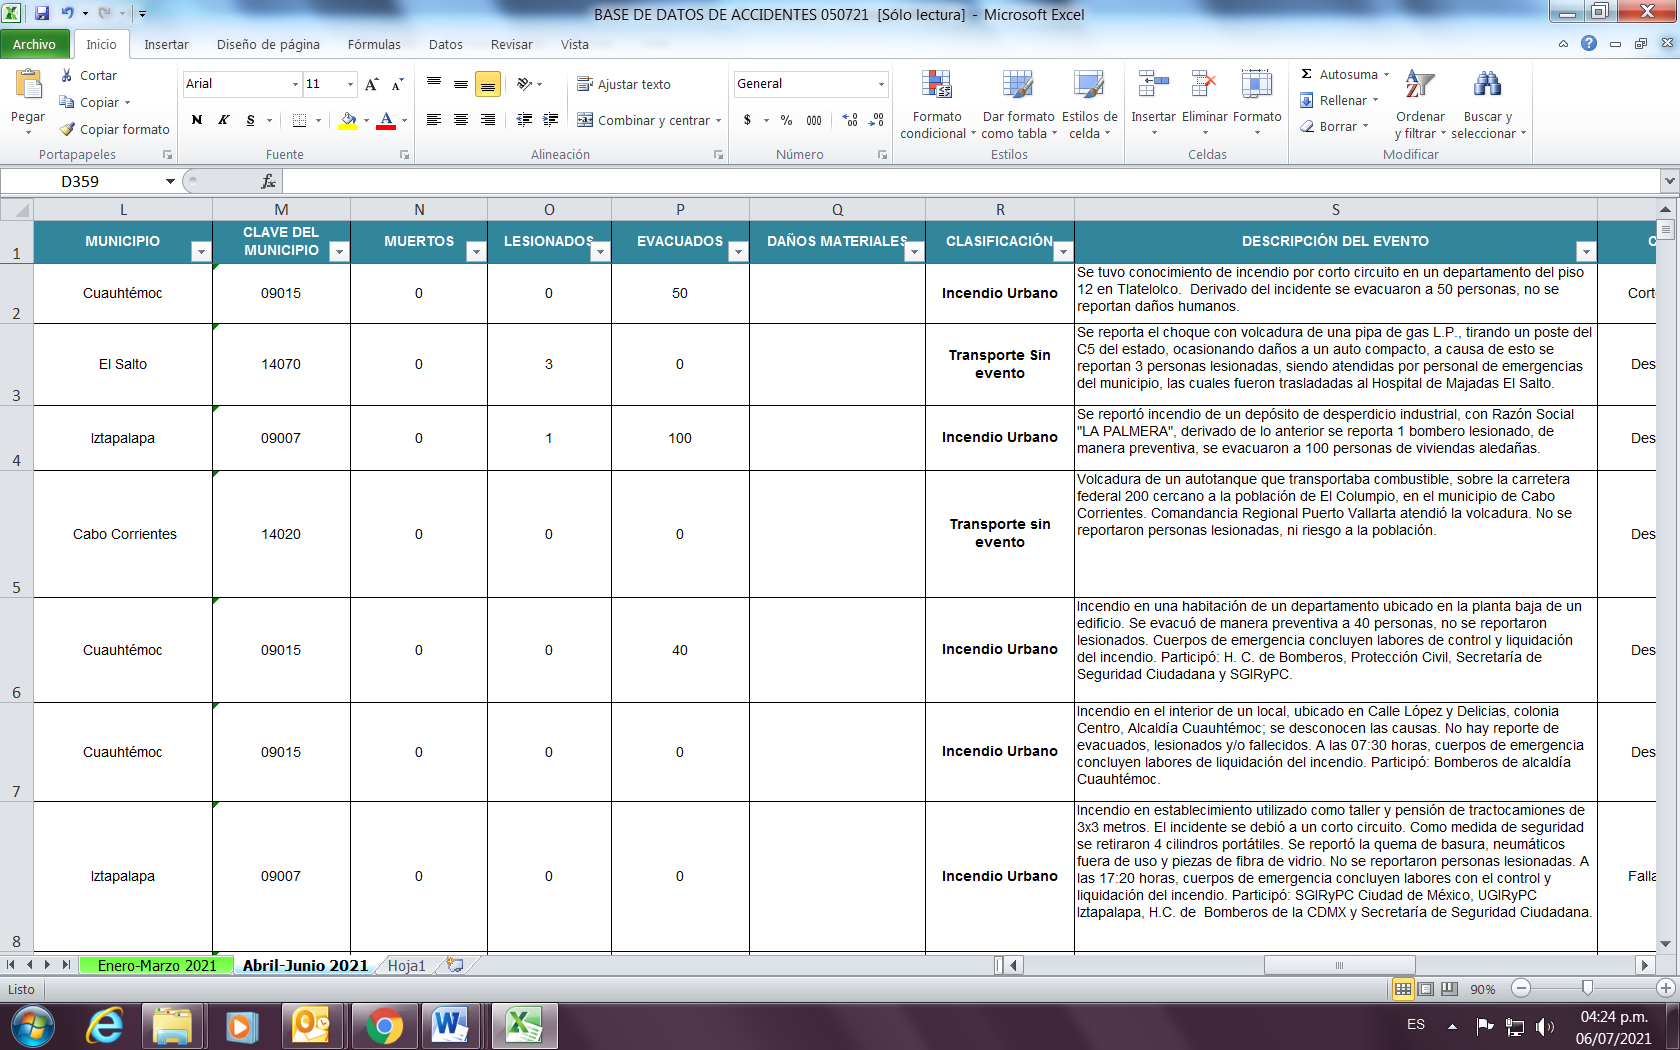 BASE DE DATOS DE ACCIDENTES 050721 [Sólo lectura] - Microsoft Excel
Archivo Inicio Insertar Diseño de página Fórmulas Datos Revisar Vista
Pegar
Cortar
Copiar
Copiar formato
Portapapeles
Arial 11
N K S
A
Fuente
Ajustar texto
Combinar y centrar
Alineación
General
$ % 000
Número
Formato condicional
Dar formato como tabla
Estilos de celda
Estilos
Insertar Eliminar Formato
Celdas
Σ Autosuma
Rellenar
Borrar
Ordenar y filtrar
Buscar y seleccionar
Modificar
D359 fx
L M N O P Q R S
1 MUNICIPIO CLAVE DEL MUNICIPIO MUERTOS LESIONADOS EVACUADOS DAÑOS MATERIALES CLASIFICACIÓN DESCRIPCIÓN DEL EVENTO C
2 Cuauhtémoc 09015 0 0 50 Incendio Urbano
Se tuvo conocimiento de incendio por corto circuito en un departamento del piso
12 en Tlatelolco. Derivado del incidente se evacuaron a 50 personas, no se
reportan daños humanos.
Cort
3 El Salto 14070 0 3 0 Transporte Sin evento
Se reporta el choque con volcadura de una pipa de gas L.P., tirando un poste del
C5 del estado, ocasionando daños a un auto compacto, a causa de esto se
reportan 3 personas lesionadas, siendo atendidas por personal de emergencias
del municipio, las cuales fueron trasladadas al Hospital de Majadas El Salto.
Des
4 Iztapalapa 09007 0 1 100 Incendio Urbano
Se reportó incendio de un depósito de desperdicio industrial, con Razón Social
"LA PALMERA", derivado de lo anterior se reporta 1 bombero lesionado, de
manera preventiva, se evacuaron a 100 personas de viviendas aledañas.
Des
5 Cabo Corrientes 14020 0 0 0 Transporte sin evento
Volcadura de un autotanque que transportaba combustible, sobre la carretera
federal 200 cercano a la población de El Columpio, en el municipio de Cabo
Corrientes. Comandancia Regional Puerto Vallarta atendió la volcadura. No se
reportaron personas lesionadas, ni riesgo a la población.
Des
6 Cuauhtémoc 09015 0 0 40 Incendio Urbano
Incendio en una habitación de un departamento ubicado en la planta baja de un
edificio. Se evacuó de manera preventiva a 40 personas, no se reportaron
lesionados. Cuerpos de emergencia concluyen labores de control y liquidación
del incendio. Participó: H. C. de Bomberos, Protección Civil, Secretaría de
Seguridad Ciudadana y SGIRyPC.
Des
7 Cuauhtémoc 09015 0 0 0 Incendio Urbano
Incendio en el interior de un local, ubicado en Calle López y Delicias, colonia
Centro, Alcaldía Cuauhtémoc; se desconocen las causas. No hay reporte de
evacuados, lesionados y/o fallecidos. A las 07:30 horas, cuerpos de emergencia
concluyen labores de liquidación del incendio. Participó: Bomberos de alcaldía
Cuauhtémoc.
Des
8 Iztapalapa 09007 0 0 0 Incendio Urbano
Incendio en establecimiento utilizado como taller y pensión de tractocamiones de
3x3 metros. El incidente se debió a un corto circuito. Como medida de seguridad
se retiraron 4 cilindros portátiles. Se reportó la quema de basura, neumáticos
fuera de uso y piezas de fibra de vidrio. No se reportaron personas lesionadas. A
las 17:20 horas, cuerpos de emergencia concluyen labores con el control y
liquidación del incendio. Participó: SGIRyPC Ciudad de México, UGIRyPC
Iztapalapa, H.C. de Bomberos de la CDMX y Secretaría de Seguridad Ciudadana.
Falla
Enero-Marzo 2021 Abril-Junio 2021 Hoja1
Listo 90%
ES 04:24 p.m.
06/07/2021